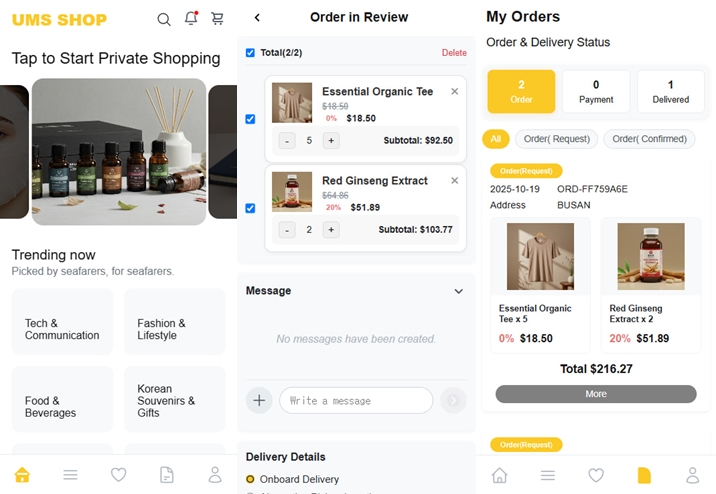 UMS SHOP
Tap to Start Private Shopping
Trending now
Picked by seafarers, for seafarers.
Tech &
Communication
Fashion &
Lifestyle
Food &
Beverages
Korean
Souvenirs &
Gifts
Order in Review
Total(2/2)
Delete
Essential Organic Tee
$18.50
0% $18.50
- 5 +
Subtotal: $92.50
Red Ginseng Extract
$64.86
20% $51.89
- 2 +
Subtotal: $103.77
Message
No messages have been created.
Write a message
Delivery Details
Onboard Delivery
My Orders
Order & Delivery Status
2
Order
0
Payment
1
Delivered
All
Order( Request)
Order( Confirmed)
Order(Request)
2025-10-19 ORD-FF759A6E
Address BUSAN
Essential Organic
Tee x 5
0% $18.50
Red Ginseng
Extract x 2
20% $51.89
Total $216.27
More
Order(Request)